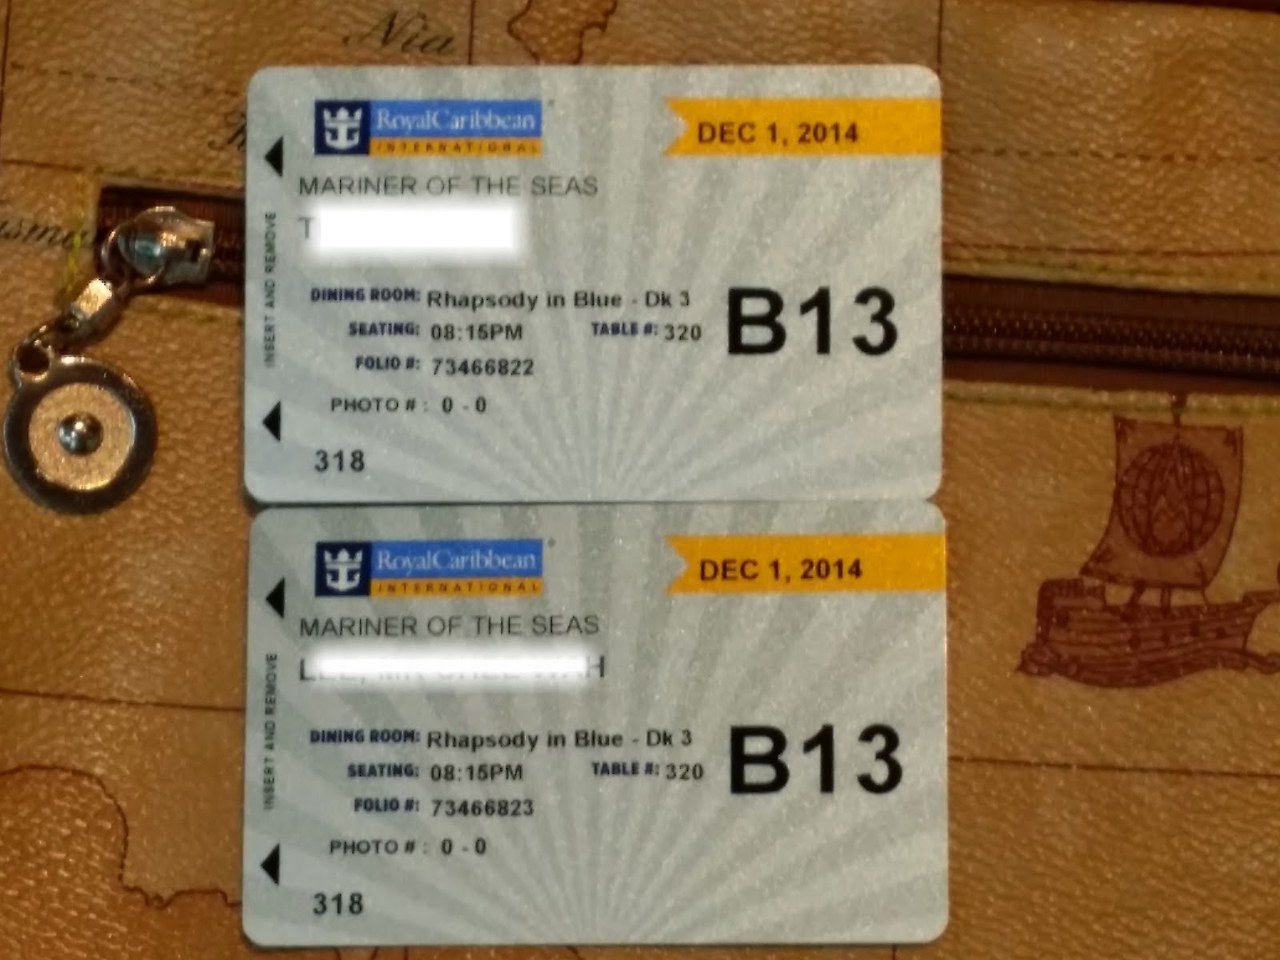 Nia
RoyalCaribbean
INTERNATIONAL
DEC 1, 2014
MARINER OF THE SEAS
T
INSERT AND REMOVE
DINING ROOM: Rhapsody in Blue - Dk 3
SEATING: 08:15PM TABLE #: 320
B13
FOLIO #: 73466822
PHOTO # : 0 - 0
318
RoyalCaribbean
INTERNATIONAL
DEC 1, 2014
MARINER OF THE SEAS
INSERT AND REMOVE
DINING ROOM: Rhapsody in Blue - Dk 3
SEATING: 08:15PM TABLE #: 320
B13
FOLIO #: 73466823
PHOTO # : 0 - 0
318